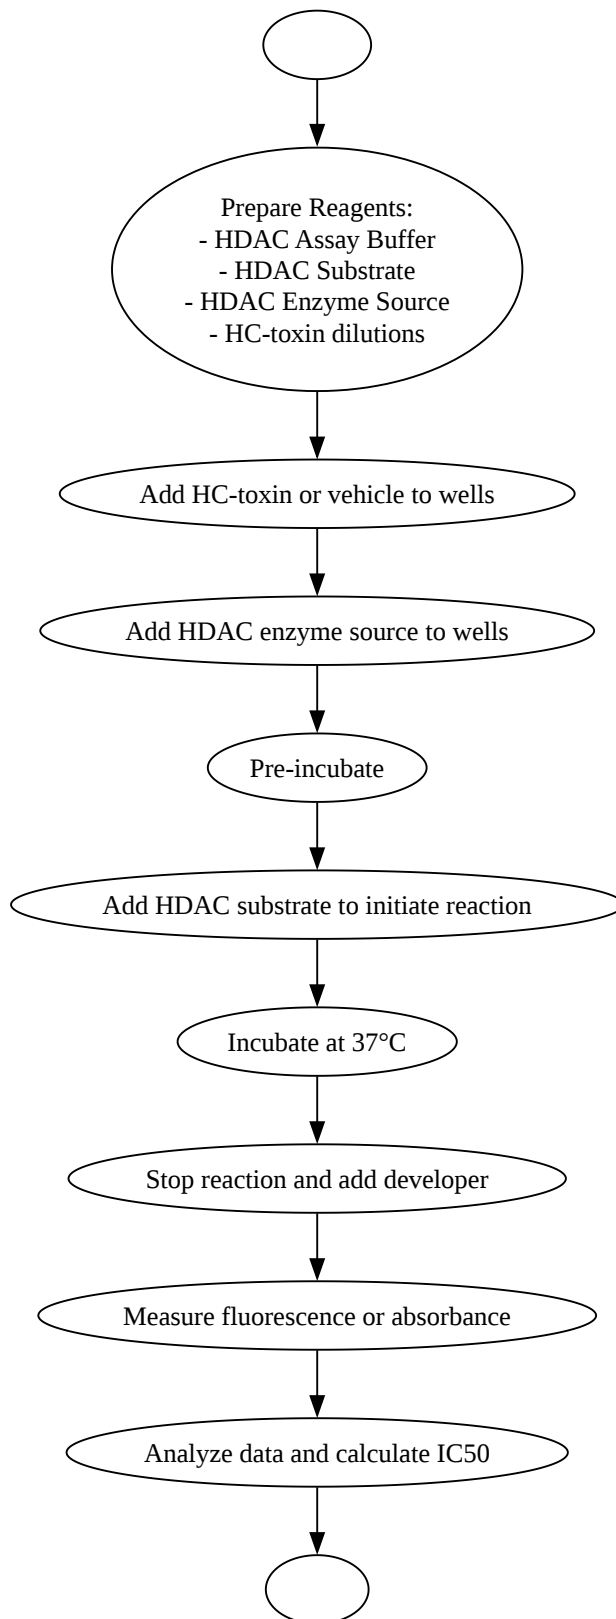 Prepare Reagents:
- HDAC Assay Buffer
- HDAC Substrate
- HDAC Enzyme Source
- HC-toxin dilutions
Add HC-toxin or vehicle to wells
Add HDAC enzyme source to wells
Pre-incubate
Add HDAC substrate to initiate reaction
Incubate at 37°C
Stop reaction and add developer
Measure fluorescence or absorbance
Analyze data and calculate IC50